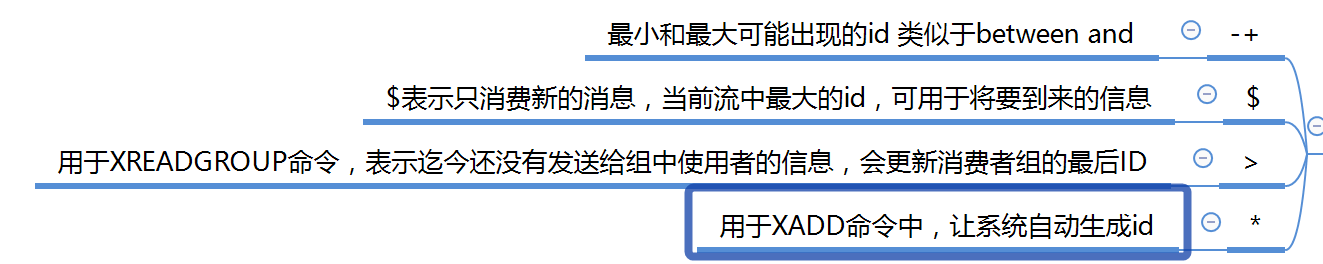 最小和最大可能出现的id 类似于between and -+
$表示只消费新的消息，当前流中最大的id，可用于将要到来的信息 $
用于XREADGROUP命令，表示迄今还没有发送给组中使用者的信息，会更新消费者组的最后ID >
用于XADD命令中，让系统自动生成id *